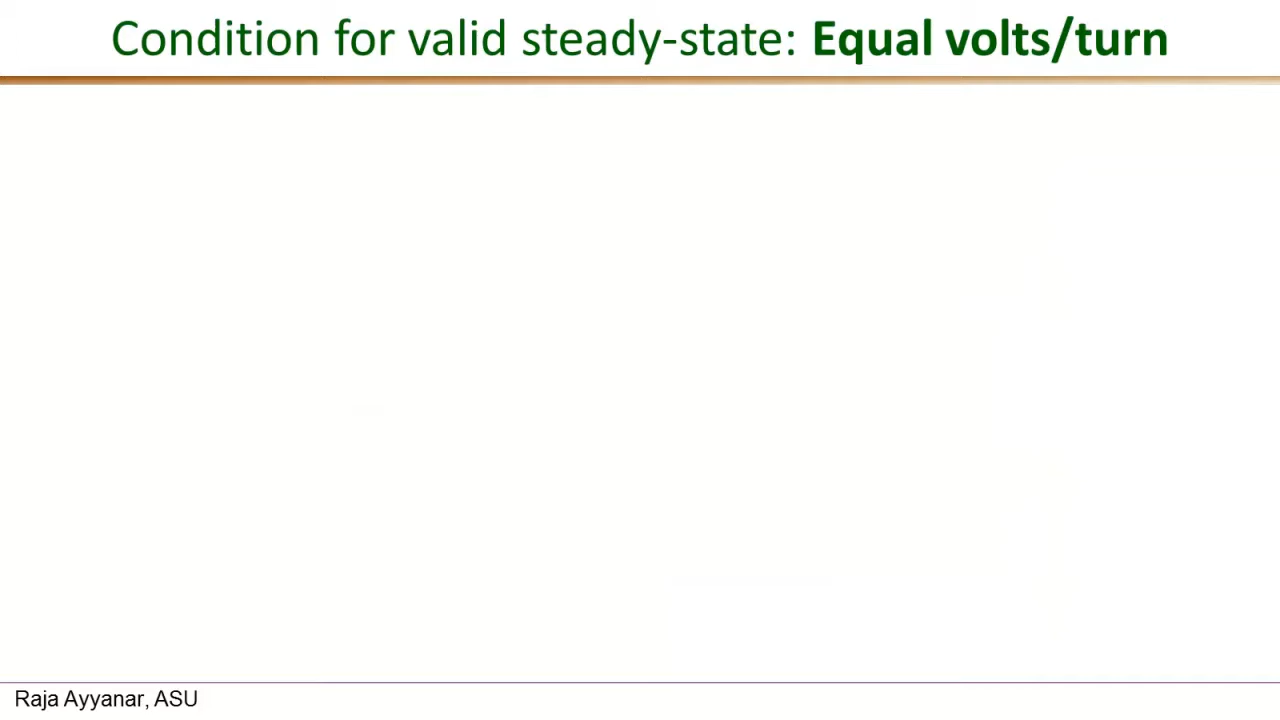 Condition for valid steady-state: Equal volts/turn
Raja Ayyanar, ASU